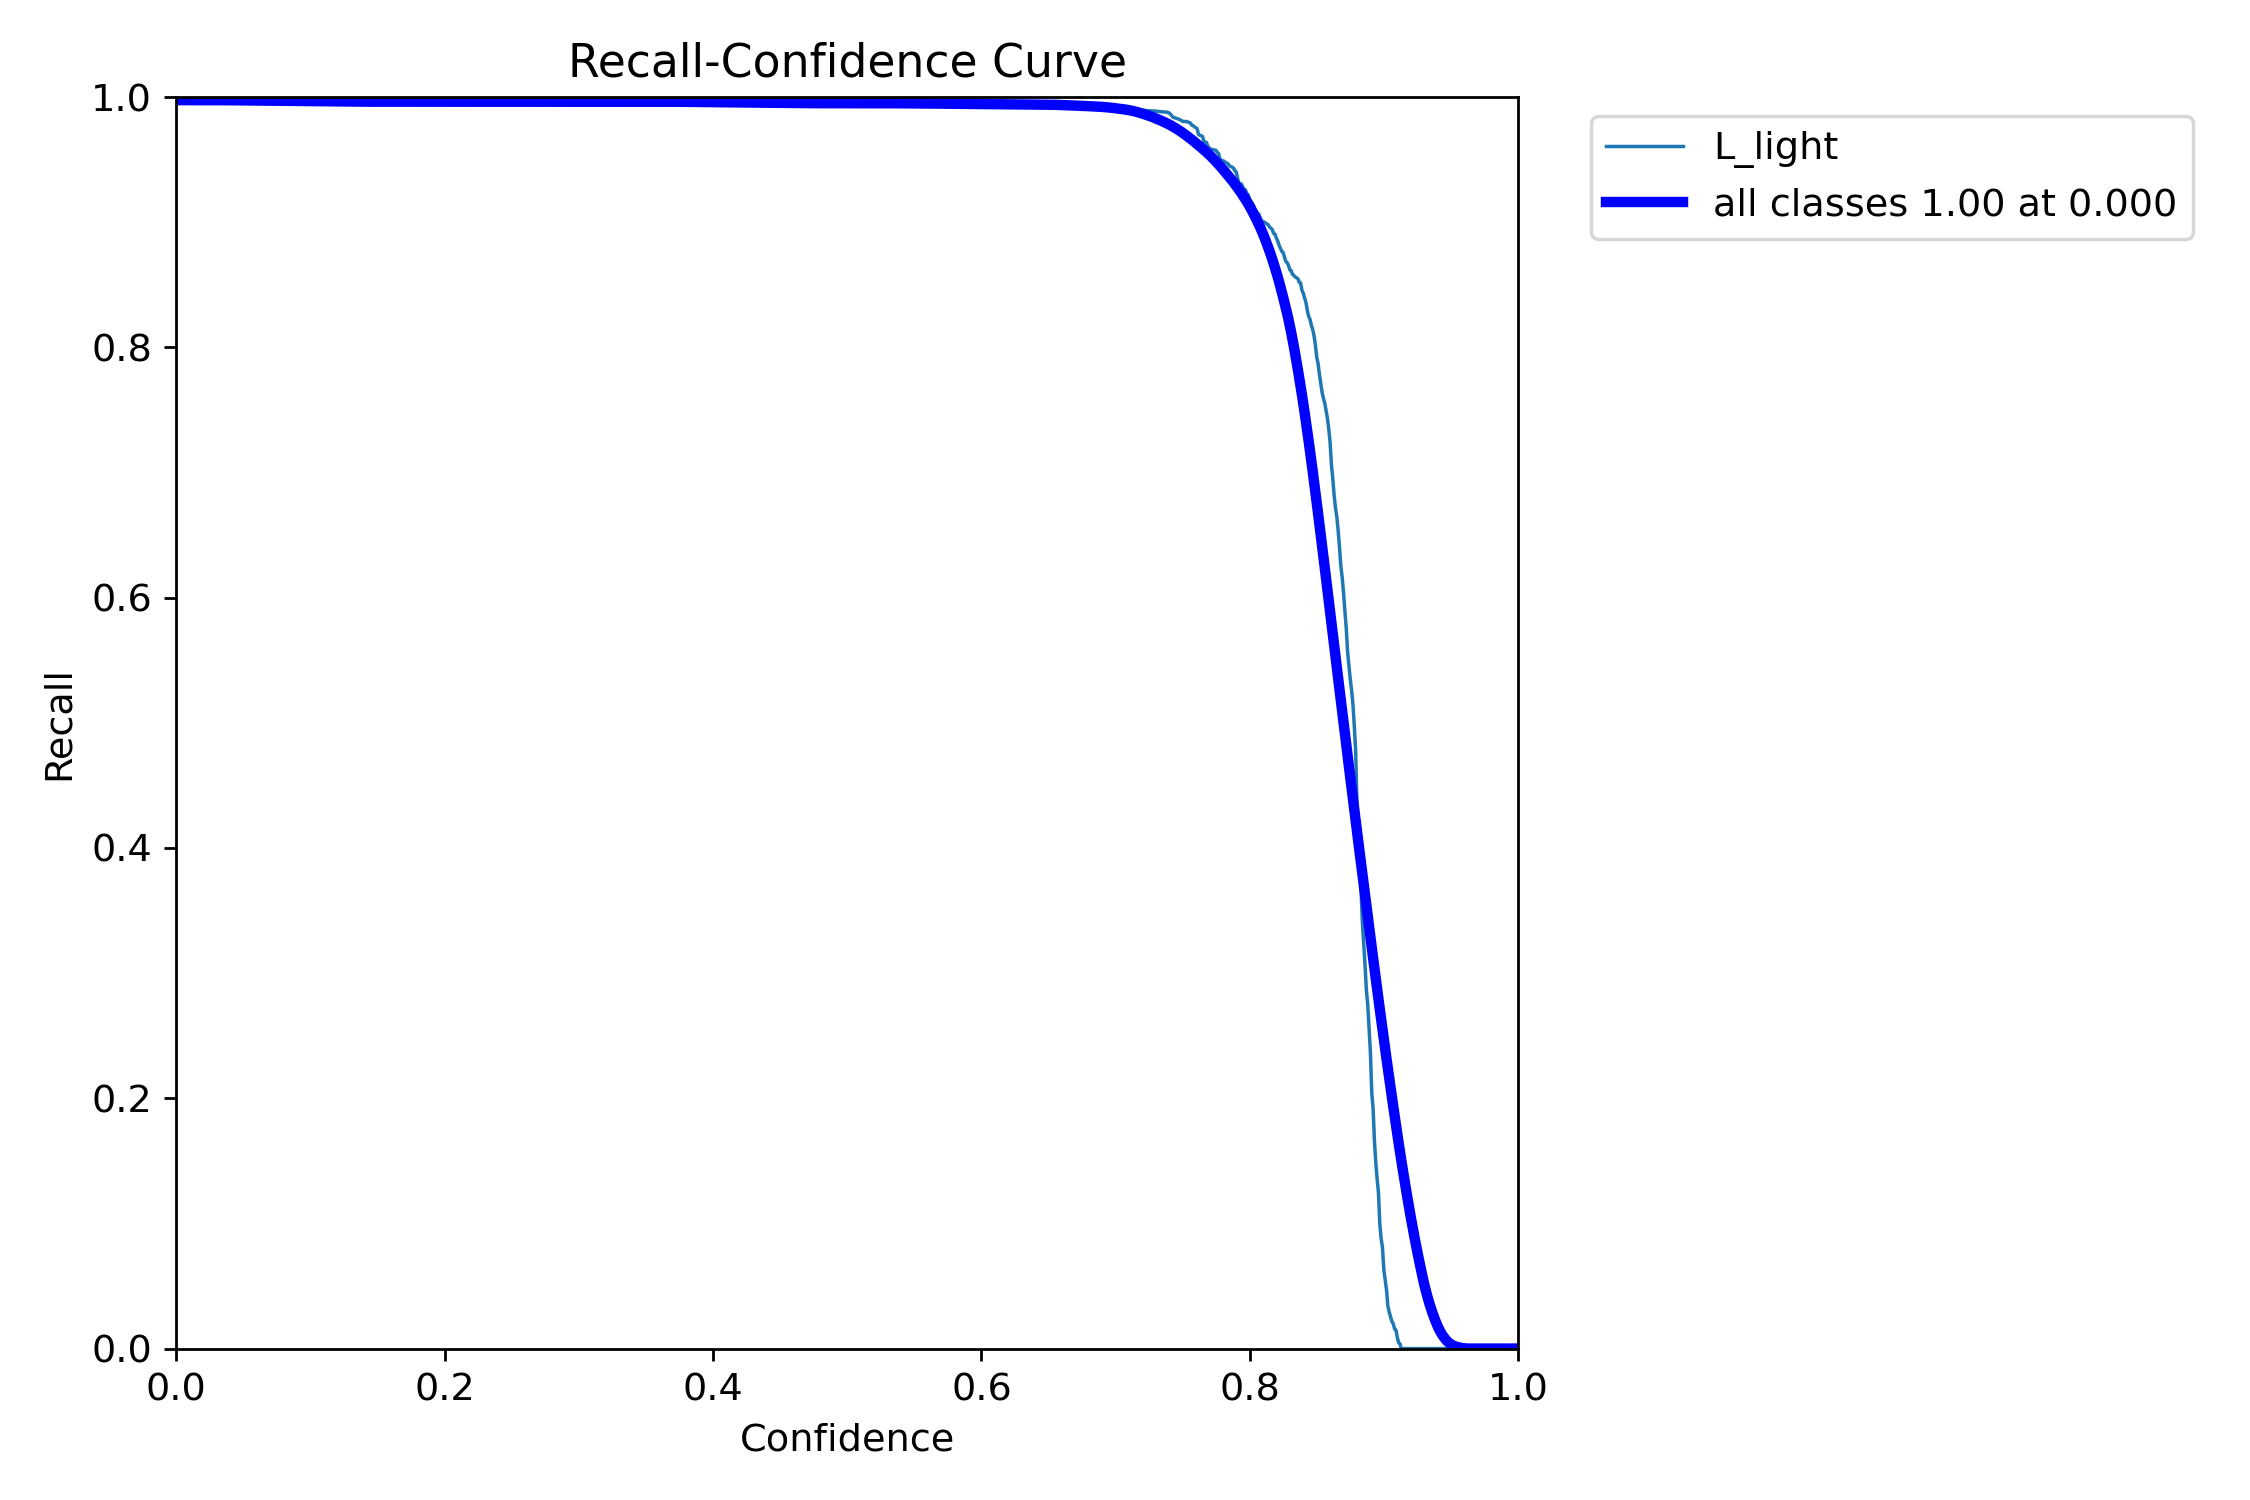 Recall-Confidence Curve
1.0
0.8
0.6
0.4
0.2
0.0
Recall
0.0 0.2 0.4 0.6 0.8 1.0
Confidence
L_light
all classes 1.00 at 0.000